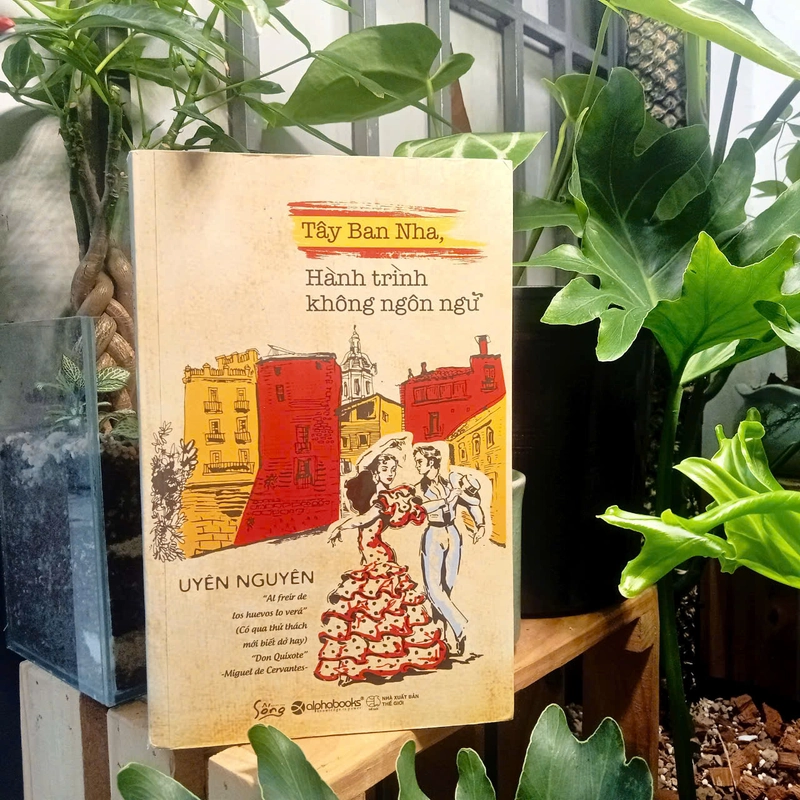 Tây Ban Nha,
Hành trình
không ngôn ngữ
UYÊN NGUYÊN
"Al freír de
los huevos lo verá"
(Có qua thử thách
mới biết dở hay)
"Don Quixote"
-Miguel de Cervantes-
Sống alphabooks® NHÀ XUẤT BẢN
THẾ GIỚI